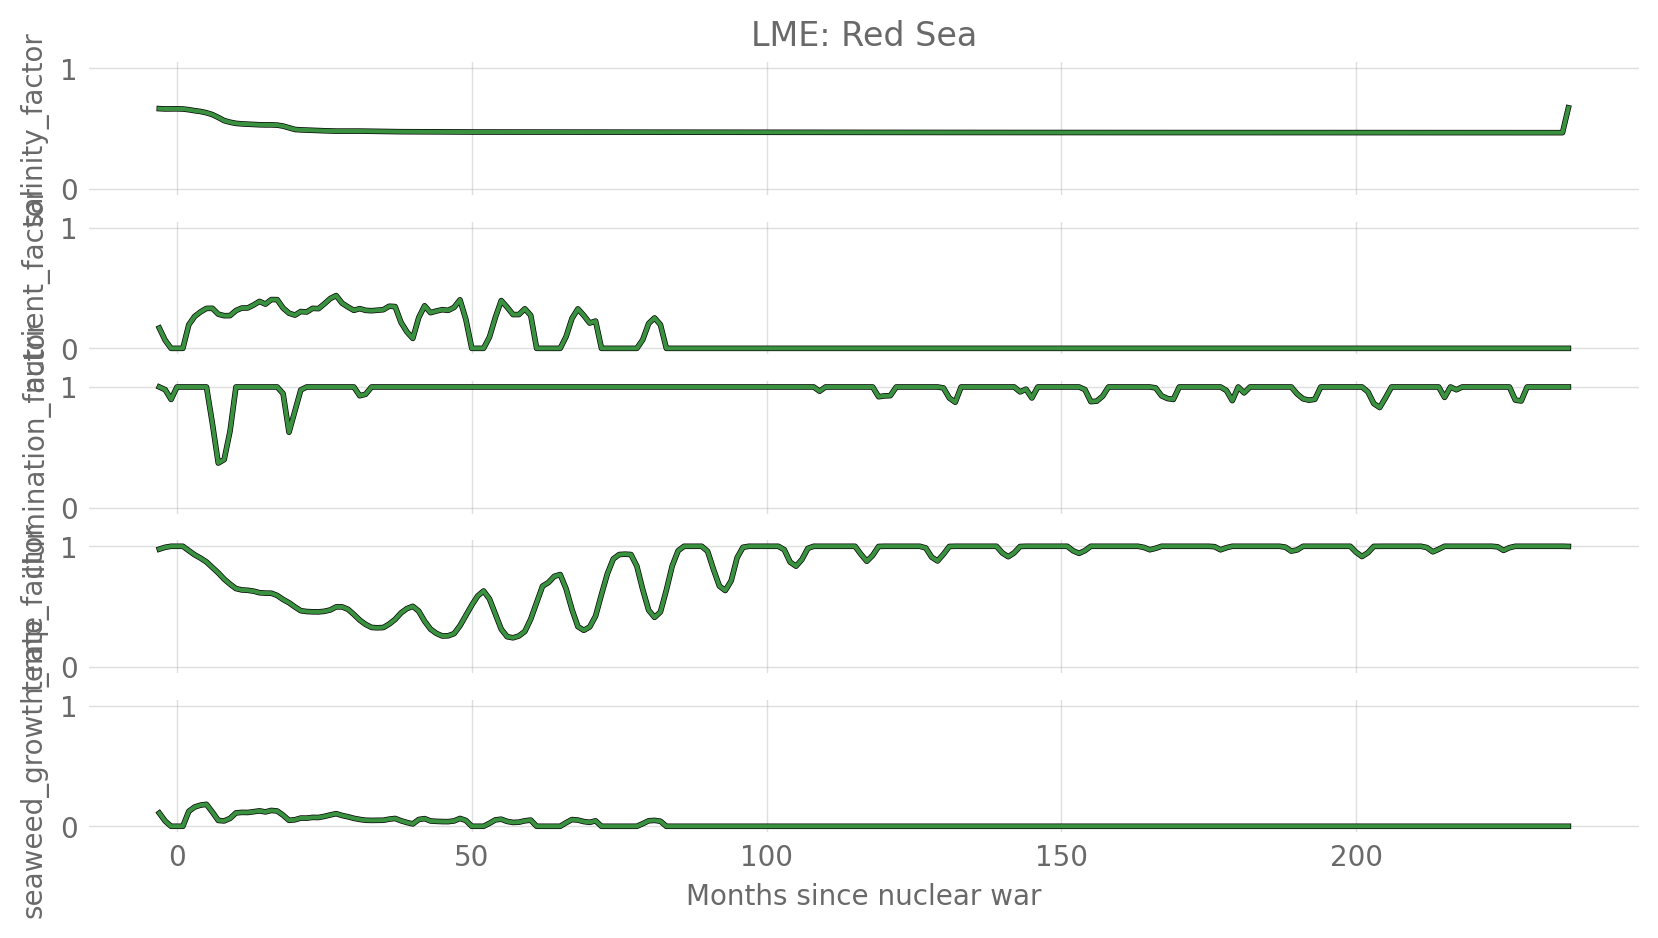 LME: Red Sea
salinity_factor
1
0
nutrient_factor
1
0
illumination_factor
1
0
temp_factor
1
0
seaweed_growth_rate
1
0
0 50 100 150 200
Months since nuclear war